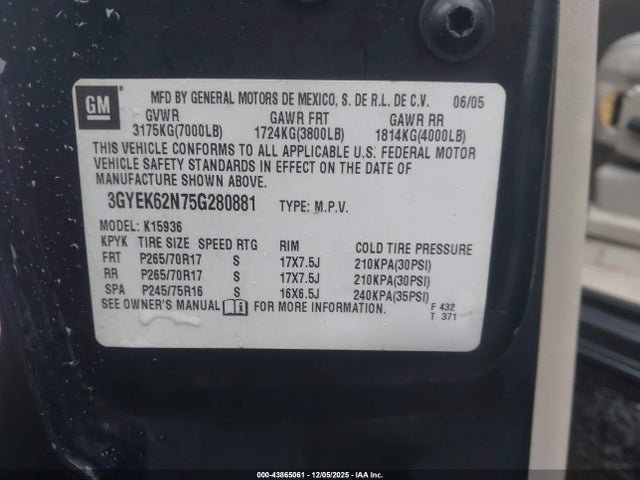 GM
®
MFD BY GENERAL MOTORS DE MEXICO, S. DE R.L. DE C.V. 06/05
GVWR GAWR FRT GAWR RR
3175KG(7000LB) 1724KG(3800LB) 1814KG(4000LB)
THIS VEHICLE CONFORMS TO ALL APPLICABLE U.S. FEDERAL MOTOR
VEHICLE SAFETY STANDARDS IN EFFECT ON THE DATE OF
MANUFACTURE SHOWN ABOVE.
3GYEK62N75G280881 TYPE: M.P.V.
MODEL: K15936
KPYK TIRE SIZE SPEED RTG RIM COLD TIRE PRESSURE
FRT P265/70R17 S 17X7.5J 210KPA(30PSI)
RR P265/70R17 S 17X7.5J 210KPA(30PSI)
SPA P245/75R16 S 16X6.5J 240KPA(35PSI)
SEE OWNER'S MANUAL FOR MORE INFORMATION.
F 432
T 371
000-43865061 - 12/05/2025 - IAA Inc.